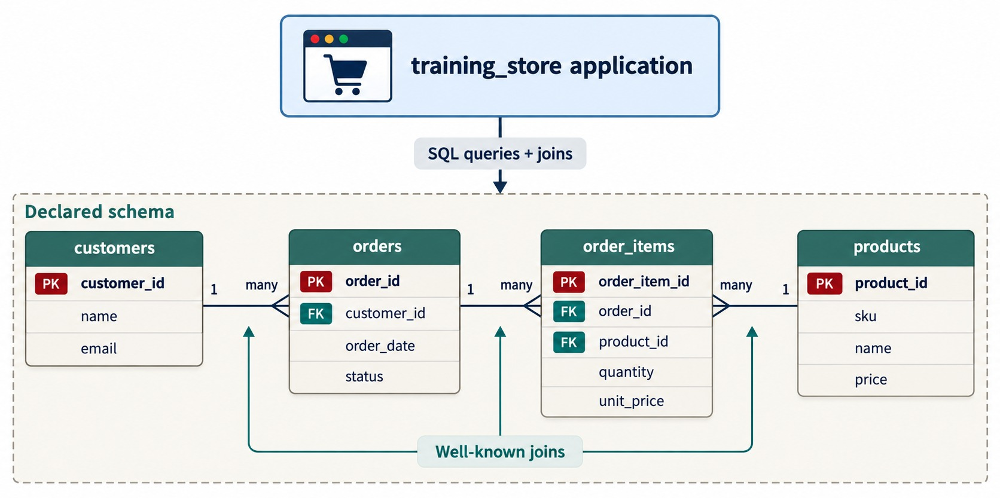 training_store application
SQL queries + joins
Declared schema
customers
PK customer_id
name
email
1 many
orders
PK order_id
FK customer_id
order_date
status
1 many
order_items
PK order_item_id
FK order_id
FK product_id
quantity
unit_price
many 1
products
PK product_id
sku
name
price
Well-known joins